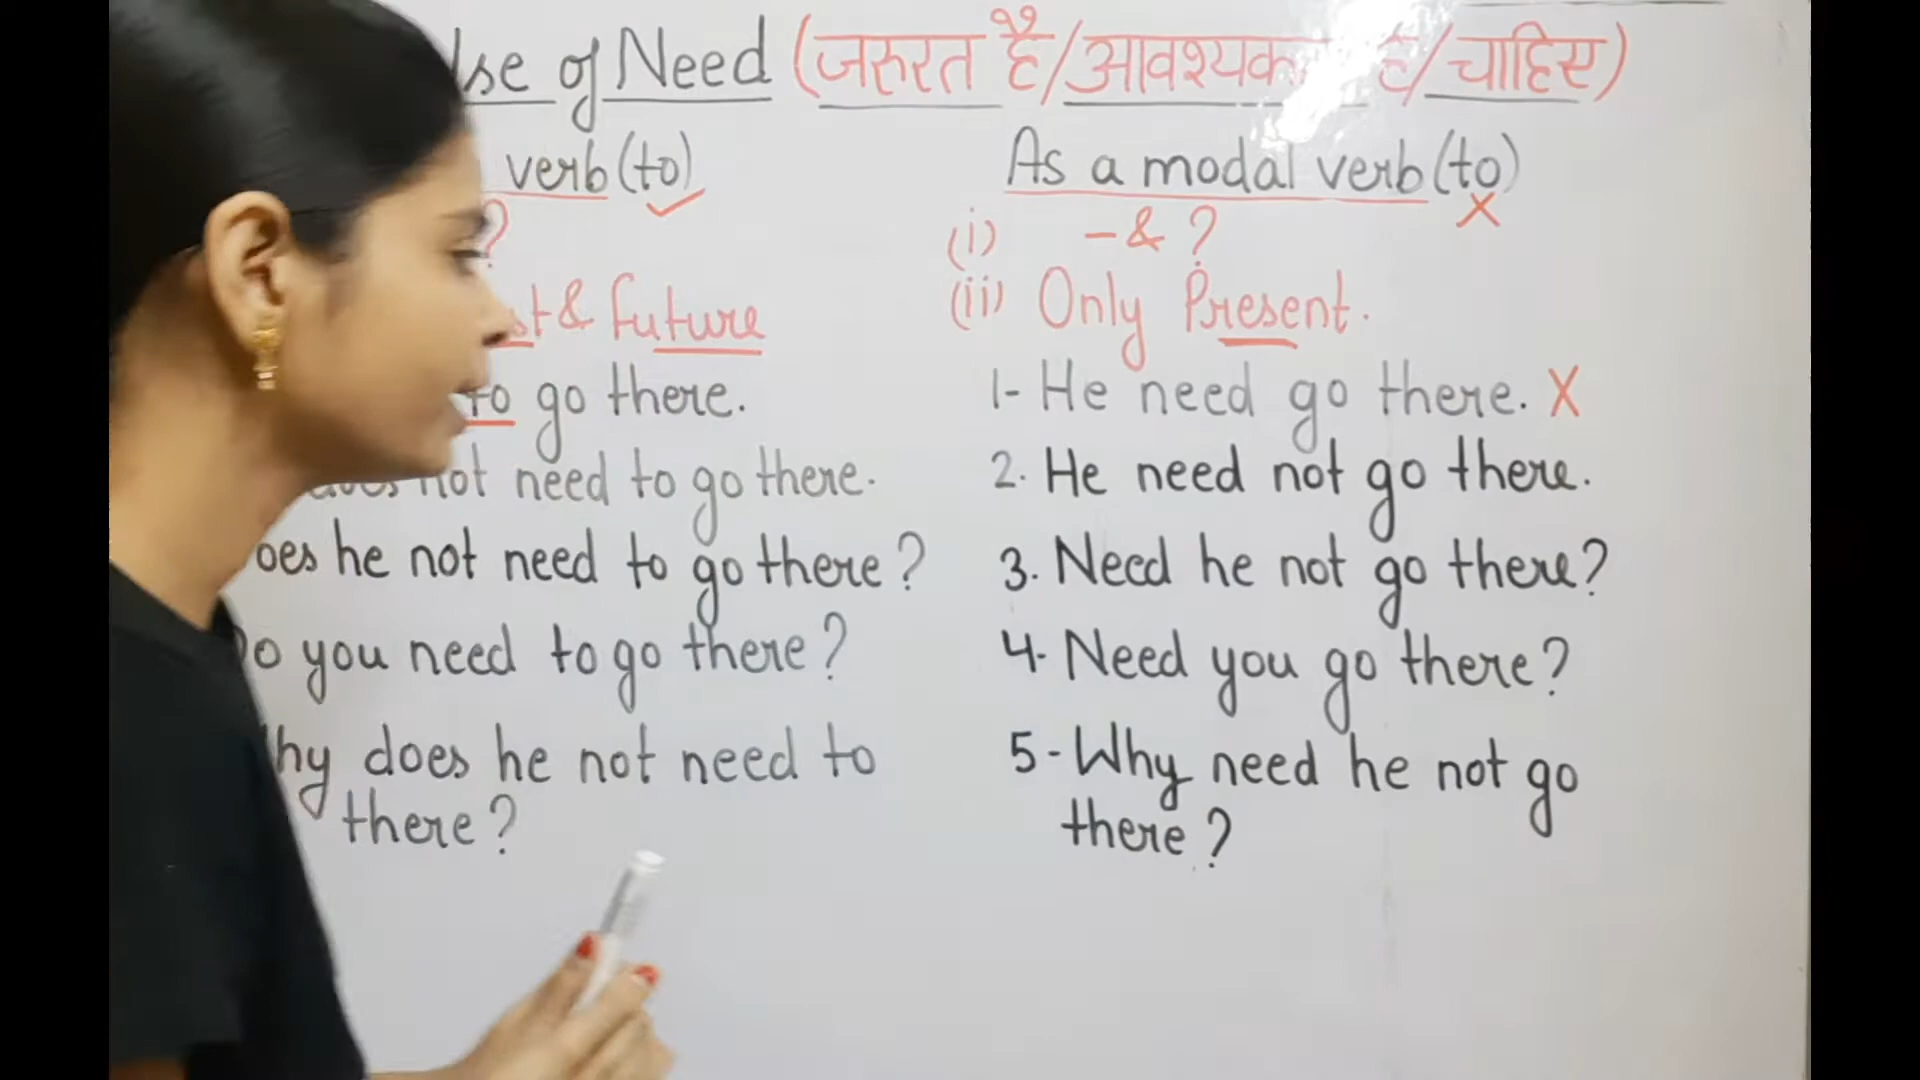 Use of Need (जरुरत है/आवश्यक है/चाहिए)
verb (to) ✓
?
st & future
to go there.
does not need to go there.
oes he not need to go there?
Do you need to go there?
hy does he not need to
there?
As a modal verb (to) X
(i) – & ?
(ii) Only Present.
1- He need go there. X
2. He need not go there.
3. Need he not go there?
4- Need you go there?
5- Why need he not go
there?